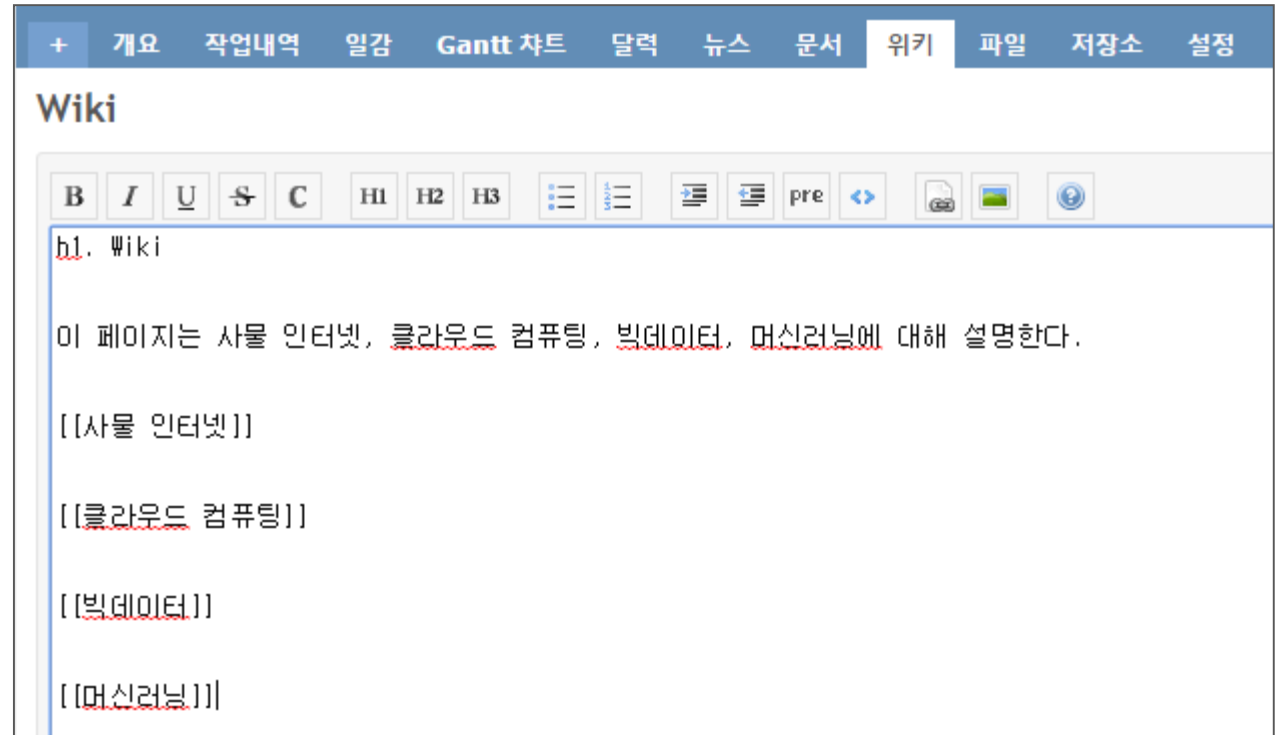 + 개요 작업내역 일감 Gantt 챠트 달력 뉴스 문서 위키 파일 저장소 설정
Wiki
B I U S C H1 H2 H3 1 2 3 pre <> ?
h1. Wiki
이 페이지는 사물 인터넷, 클라우드 컴퓨팅, 빅데이터, 머신러닝에 대해 설명한다.
[[사물 인터넷]]
[[클라우드 컴퓨팅]]
[[빅데이터]]
[[머신러닝]]